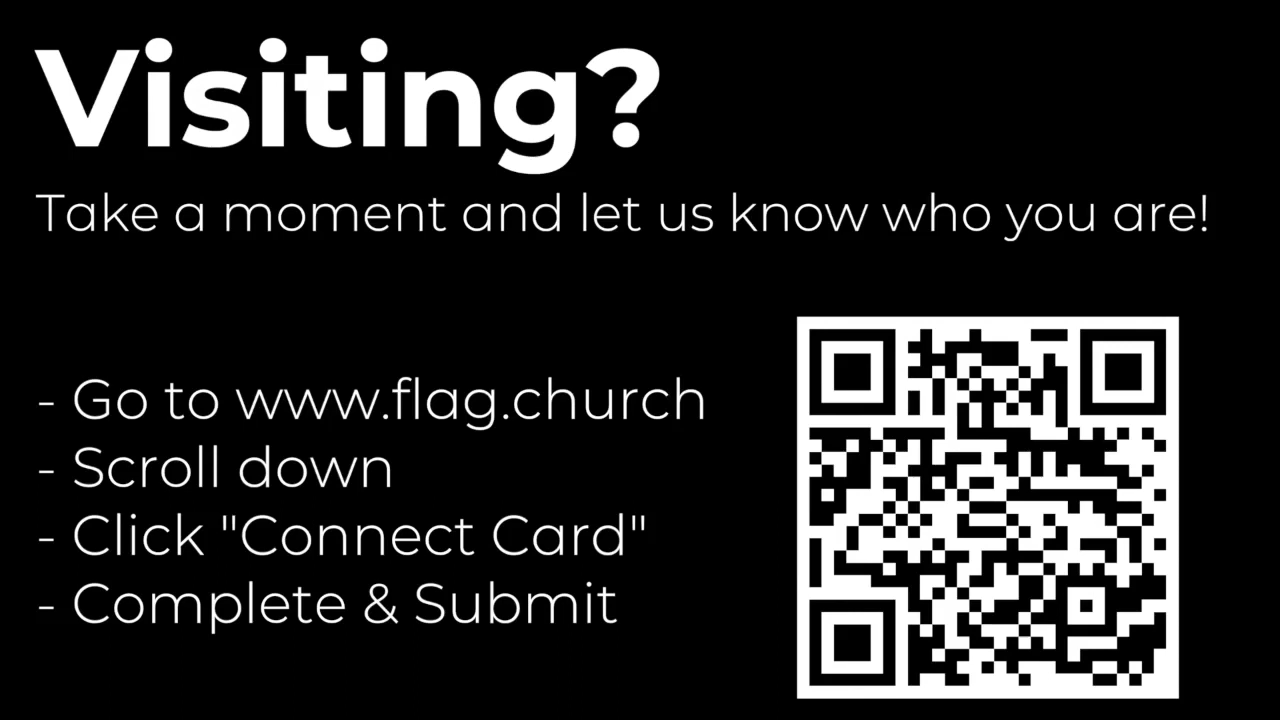 Visiting?
Take a moment and let us know who you are!
- Go to www.flag.church
- Scroll down
- Click "Connect Card"
- Complete & Submit